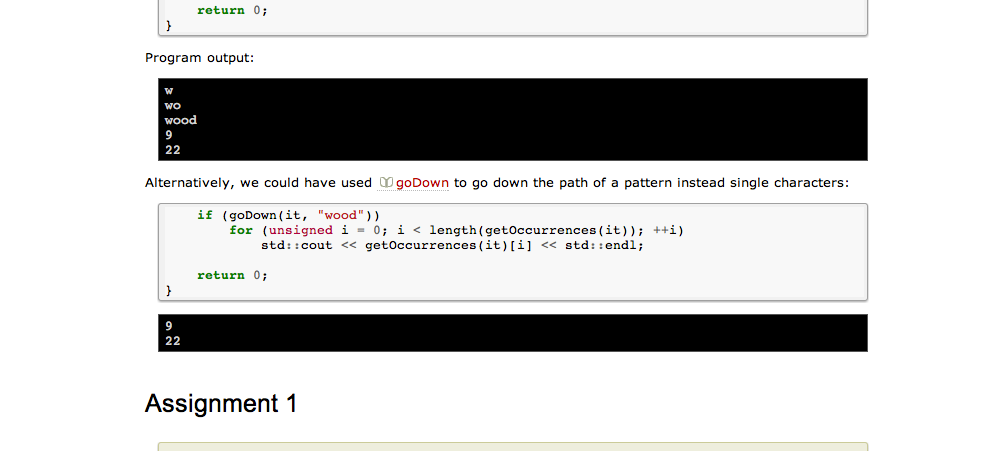 return 0;
}
Program output:
w
wo
wood
9
22
Alternatively, we could have used goDown to go down the path of a pattern instead single characters:
if (goDown(it, "wood"))
for (unsigned i = 0; i < length(getOccurrences(it)); ++i)
std::cout << getOccurrences(it)[i] << std::endl;
return 0;
}
9
22
Assignment 1